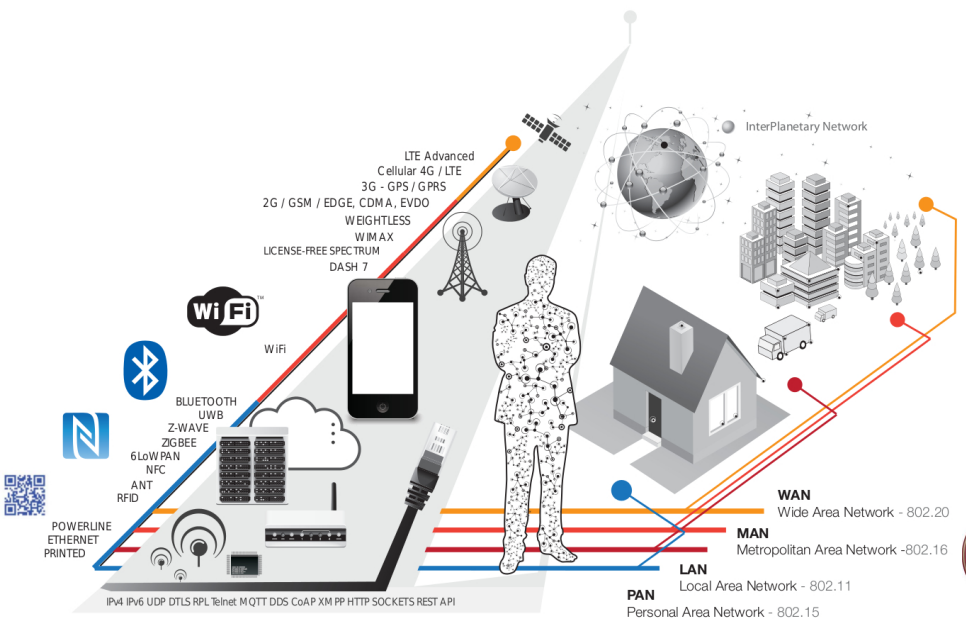 InterPlanetary Network
LTE Advanced
Cellular 4G / LTE
3G - GPS / GPRS
2G / GSM / EDGE, CDMA, EVDO
WEIGHTLESS
WIMAX
LICENSE-FREE SPECTRUM
DASH 7
WiFi™
WiFi
BLUETOOTH
UWB
Z-WAVE
ZIGBEE
6LoWPAN
NFC
ANT
RFID
POWERLINE
ETHERNET
PRINTED
WAN
Wide Area Network - 802.20
MAN
Metropolitan Area Network -802.16
LAN
Local Area Network - 802.11
PAN
Personal Area Network - 802.15
IPv4 IPv6 UDP DTLS RPL Telnet MQTT DDS CoAP XMPP HTTP SOCKETS REST API